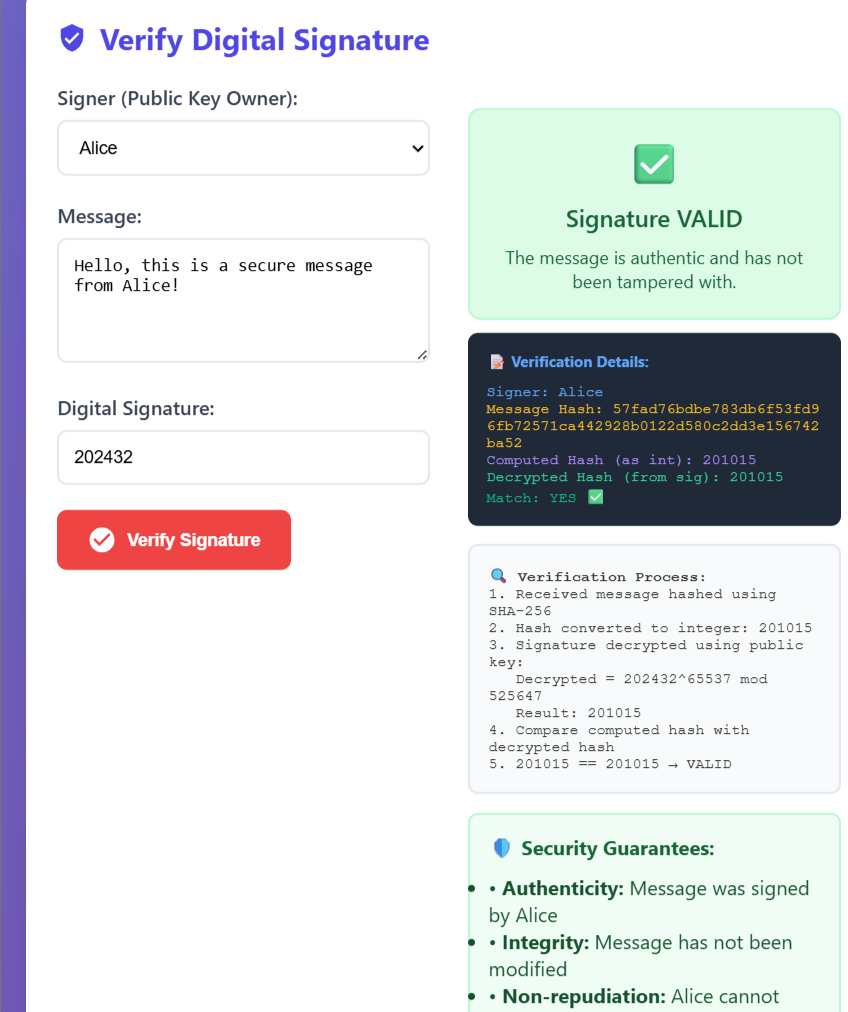 Verify Digital Signature
Signer (Public Key Owner):
Alice
Message:
Hello, this is a secure message
from Alice!
Digital Signature:
202432
Verify Signature
Signature VALID
The message is authentic and has not
been tampered with.
Verification Details:
Signer: Alice
Message Hash: 57fad76bdbe783db6f53fd9
6fb72571ca442928b0122d580c2dd3e156742
ba52
Computed Hash (as int): 201015
Decrypted Hash (from sig): 201015
Match: YES ✅
Verification Process:
1. Received message hashed using
SHA-256
2. Hash converted to integer: 201015
3. Signature decrypted using public
key:
Decrypted = 202432^65537 mod
525647
Result: 201015
4. Compare computed hash with
decrypted hash
5. 201015 == 201015 → VALID
Security Guarantees:
• • Authenticity: Message was signed
by Alice
• • Integrity: Message has not been
modified
• • Non-repudiation: Alice cannot